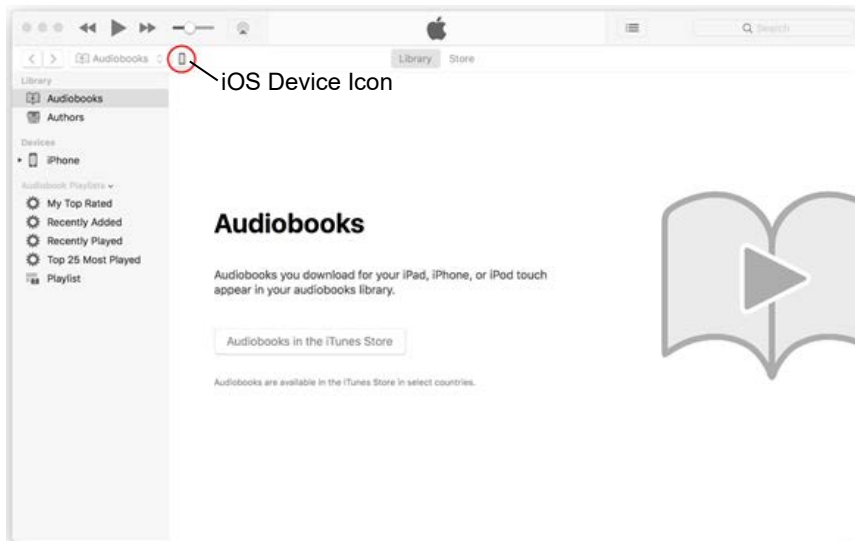 Search
Audiobooks
Library Store
iOS Device Icon
Library
Audiobooks
Authors
Devices
iPhone
Audiobook Playlists
My Top Rated
Recently Added
Recently Played
Top 25 Most Played
Playlist
Audiobooks
Audiobooks you download for your iPad, iPhone, or iPod touch
appear in your audiobooks library.
Audiobooks in the iTunes Store
Audiobooks are available in the iTunes Store in select countries.